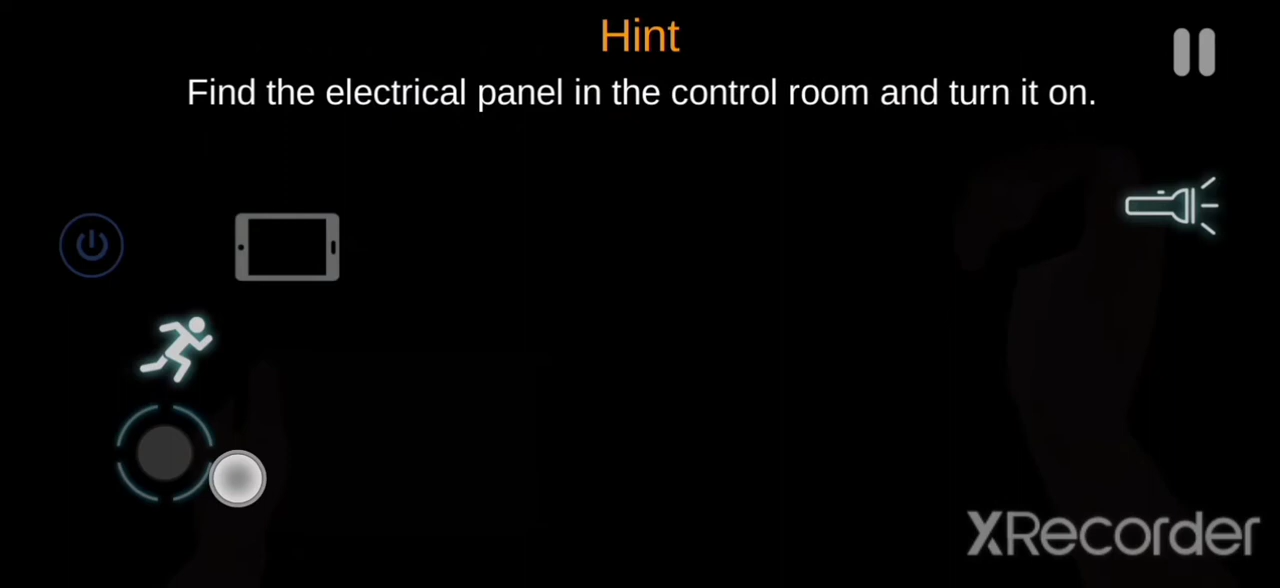 Hint
Find the electrical panel in the control room and turn it on.
XRecorder